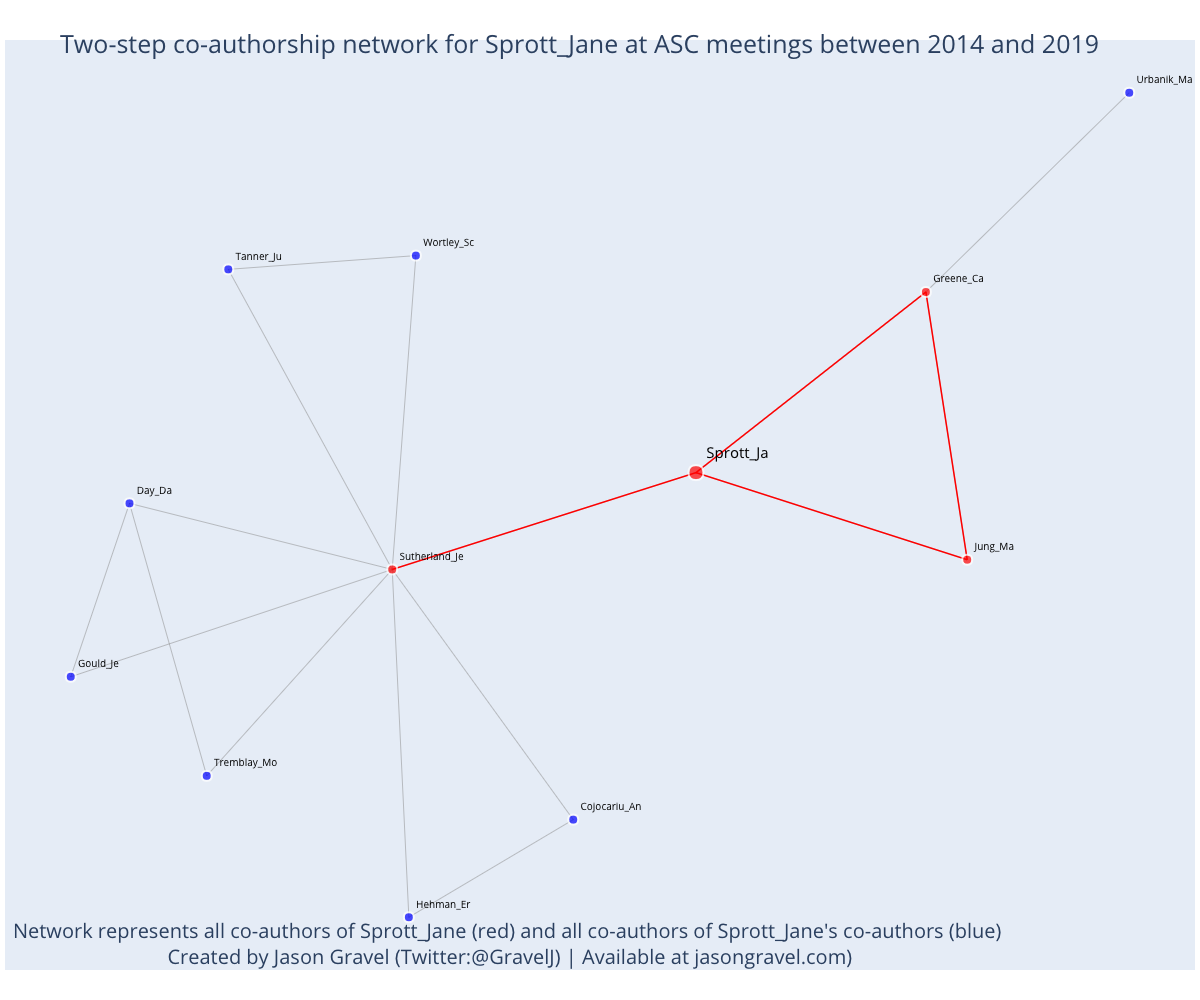 Two-step co-authorship network for Sprott_Jane at ASC meetings between 2014 and 2019
Urbanik_Ma
Wortley_Sc
Tanner_Ju
Greene_Ca
Sprott_Ja
Day_Da
Jung_Ma
Sutherland_Je
Gould_Je
Tremblay_Mo
Cojocariu_An
Hehman_Er
Network represents all co-authors of Sprott_Jane (red) and all co-authors of Sprott_Jane's co-authors (blue)
Created by Jason Gravel (Twitter:@GravelJ) | Available at jasongravel.com)